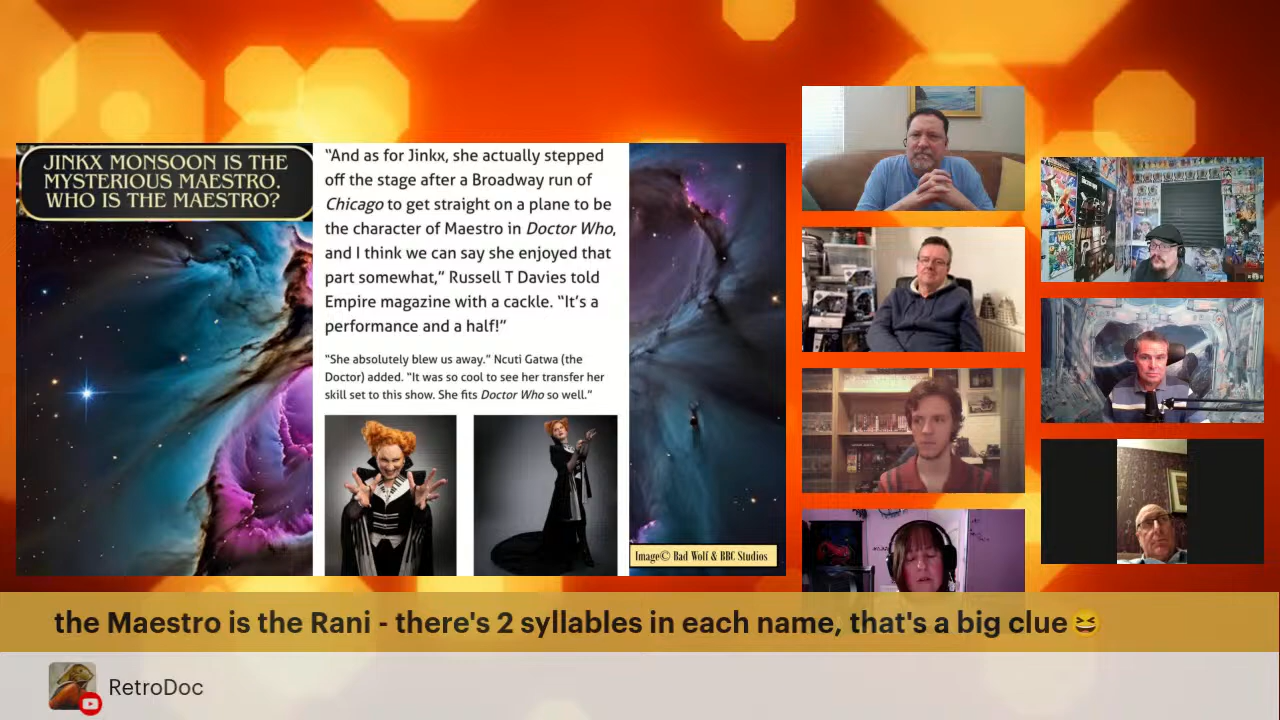 JINKX MONSOON IS THE
MYSTERIOUS MAESTRO.
WHO IS THE MAESTRO?
“And as for Jinkx, she actually stepped
off the stage after a Broadway run of
Chicago to get straight on a plane to be
the character of Maestro in Doctor Who,
and I think we can say she enjoyed that
part somewhat,” Russell T Davies told
Empire magazine with a cackle. “It’s a
performance and a half!”
“She absolutely blew us away.” Ncuti Gatwa (the
Doctor) added. “It was so cool to see her transfer her
skill set to this show. She fits Doctor Who so well.”
Image© Bad Wolf & BBC Studios
the Maestro is the Rani - there's 2 syllables in each name, that's a big clue😆
RetroDoc